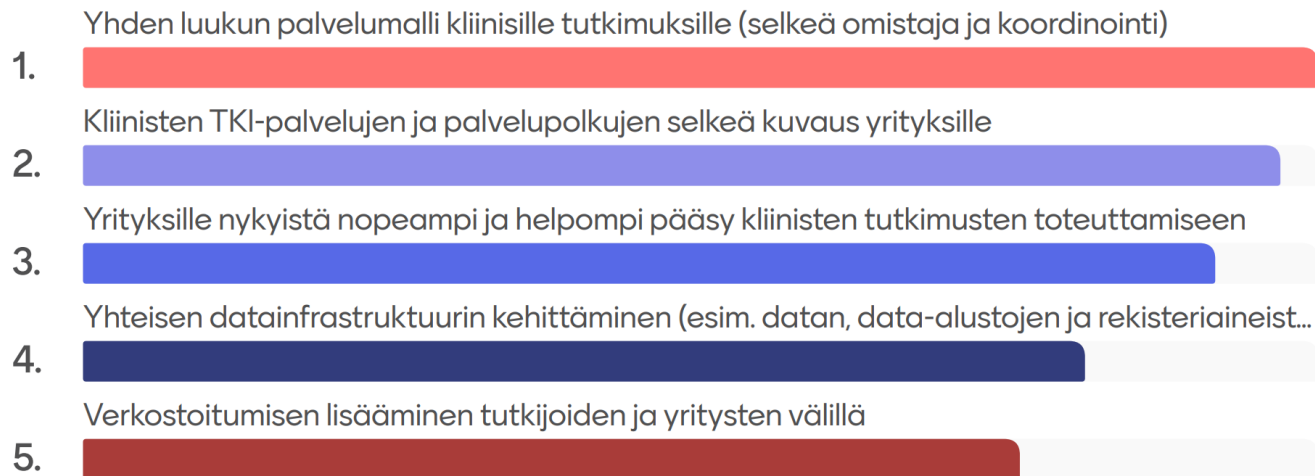 Yhden luukun palvelumalli kliinisille tutkimuksille (selkeä omistaja ja koordinointi)
1.
Kliinisten TKI-palvelujen ja palvelupolkujen selkeä kuvaus yrityksille
2.
Yrityksille nykyistä nopeampi ja helpompi pääsy kliinisten tutkimusten toteuttamiseen
3.
Yhteisen datainfrastruktuurin kehittäminen (esim. datan, data-alustojen ja rekisteriaineist...
4.
Verkostoitumisen lisääminen tutkijoiden ja yritysten välillä
5.